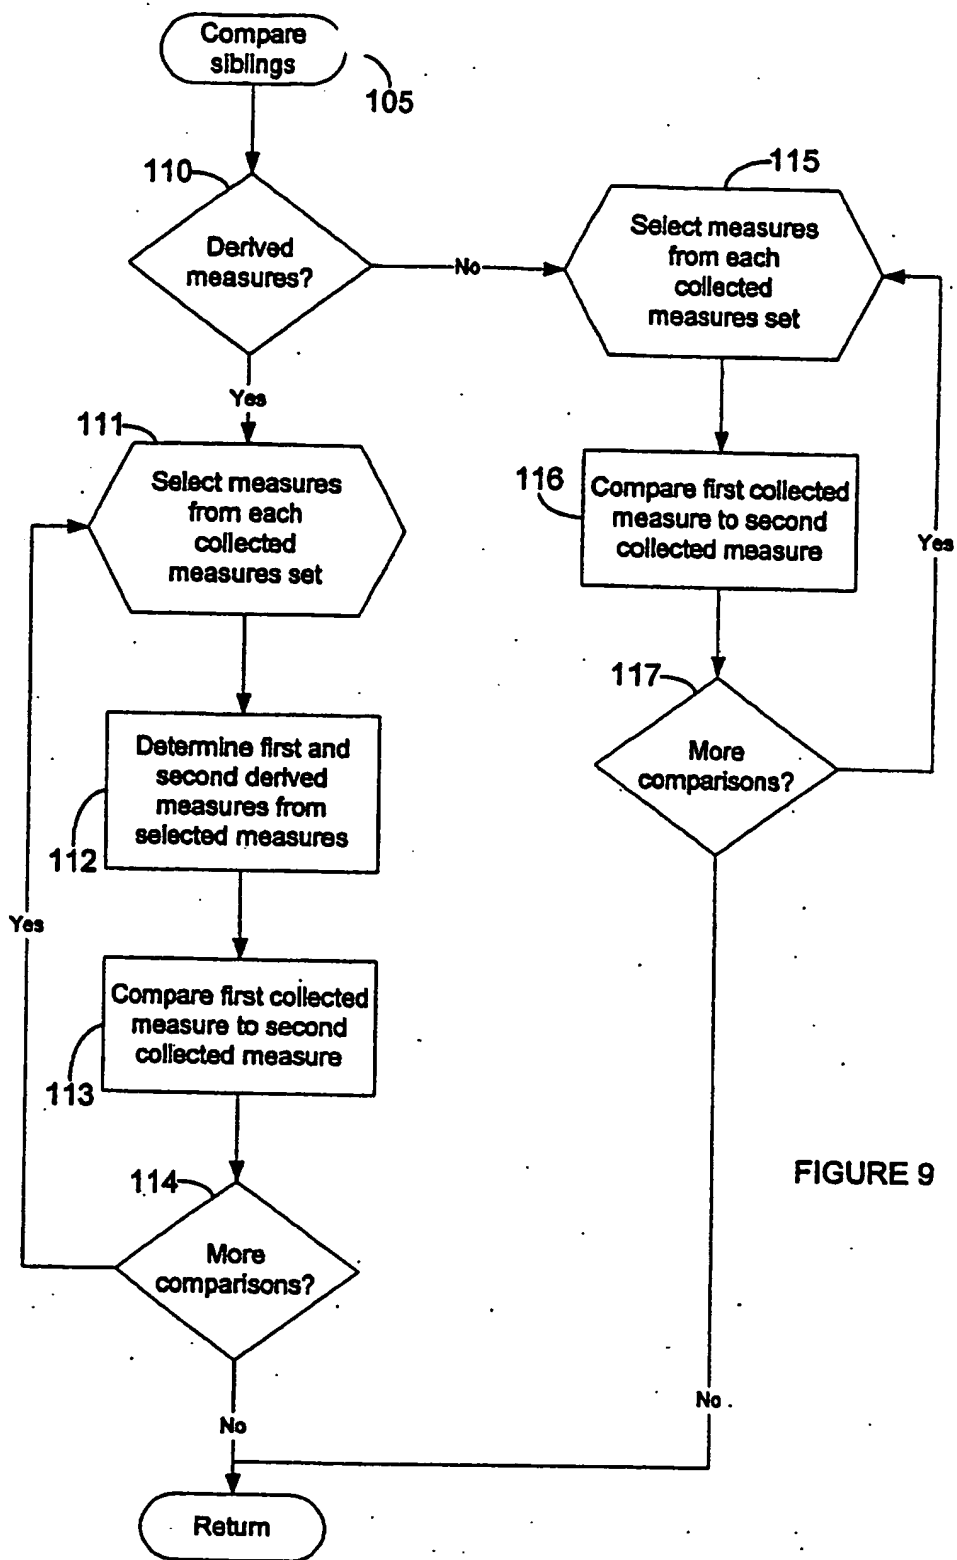 Compare
siblings
105
110
Derived
measures?
No
Yes
111
Select measures
from each
collected
measures set
112
Determine first and
second derived
measures from
selected measures
113
Compare first collected
measure to second
collected measure
114
More
comparisons?
Yes
No
115
Select measures
from each
collected
measures set
116
Compare first collected
measure to second
collected measure
117
More
comparisons?
Yes
No
Return
FIGURE 9